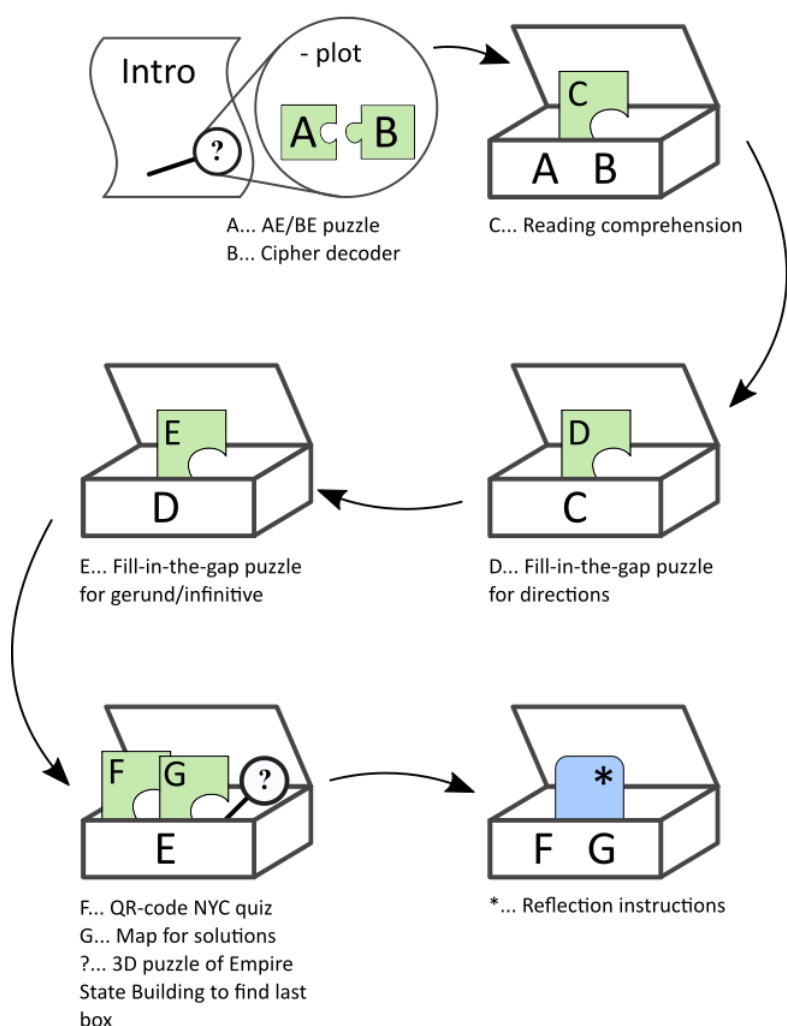 Intro
?
- plot
A
B
A... AE/BE puzzle
B... Cipher decoder
C
A B
C... Reading comprehension
E
D
E... Fill-in-the-gap puzzle
for gerund/infinitive
D
C
D... Fill-in-the-gap puzzle
for directions
F
G
?
E
F... QR-code NYC quiz
G... Map for solutions
?... 3D puzzle of Empire
State Building to find last
box
*
F G
*... Reflection instructions